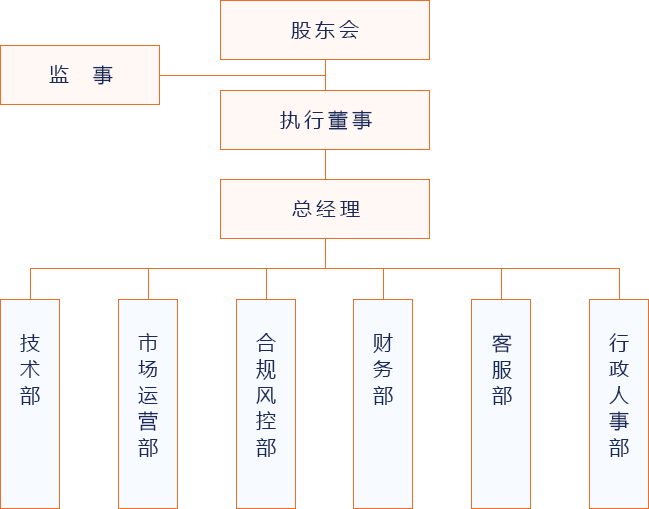 股东会
监 事
执行董事
总经理
技术部
市场运营部
合规风控部
财务部
客服部
行政人事部